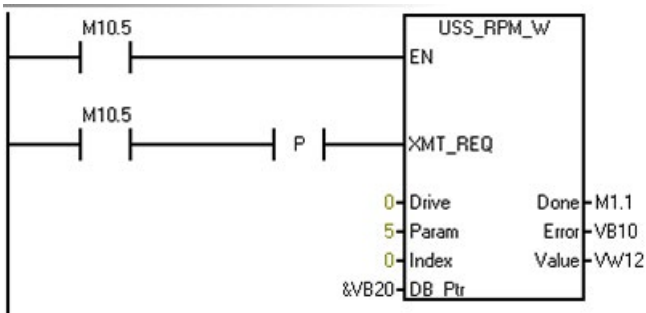 M10.5
USS_RPM_W
EN
M10.5
P
XMT_REQ
0 Drive Done M1.1
5 Param Error VB10
0 Index Value VW12
&VB20 DB_Ptr